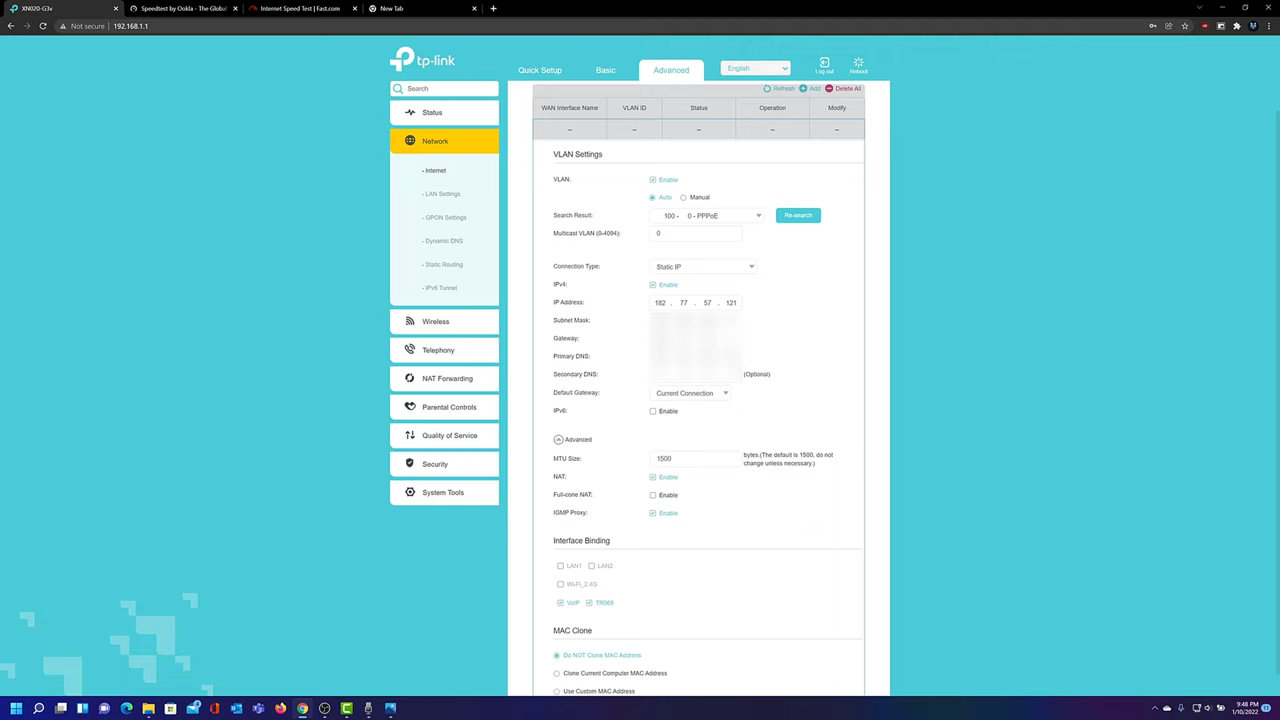 XN020-G3v
Speedtest by Ookla - The Global
Internet Speed Test | Fast.com
New Tab
Not secure | 192.168.1.1
tp-link
Quick Setup
Basic
Advanced
English
Log out
Reboot
Search
Status
Network
- Internet
- LAN Settings
- GPON Settings
- Dynamic DNS
- Static Routing
- IPv6 Tunnel
Wireless
Telephony
NAT Forwarding
Parental Controls
Quality of Service
Security
System Tools
Refresh Add Delete All
WAN Interface Name VLAN ID Status Operation Modify
-- -- -- -- --
VLAN Settings
VLAN: Enable
Auto Manual
Search Result: 100 - 0 - PPPoE Re-search
Multicast VLAN (0-4094): 0
Connection Type: Static IP
IPv4: Enable
IP Address: 182 . 77 . 57 . 121
Subnet Mask:
Gateway:
Primary DNS:
Secondary DNS: (Optional)
Default Gateway: Current Connection
IPv6: Enable
Advanced
MTU Size: 1500 bytes.(The default is 1500, do not
change unless necessary.)
NAT: Enable
Full-cone NAT: Enable
IGMP Proxy: Enable
Interface Binding
LAN1 LAN2
Wi-Fi_2.4G
VoIP TR069
MAC Clone
Do NOT Clone MAC Address
Clone Current Computer MAC Address
Use Custom MAC Address
9:48 PM
1/10/2022